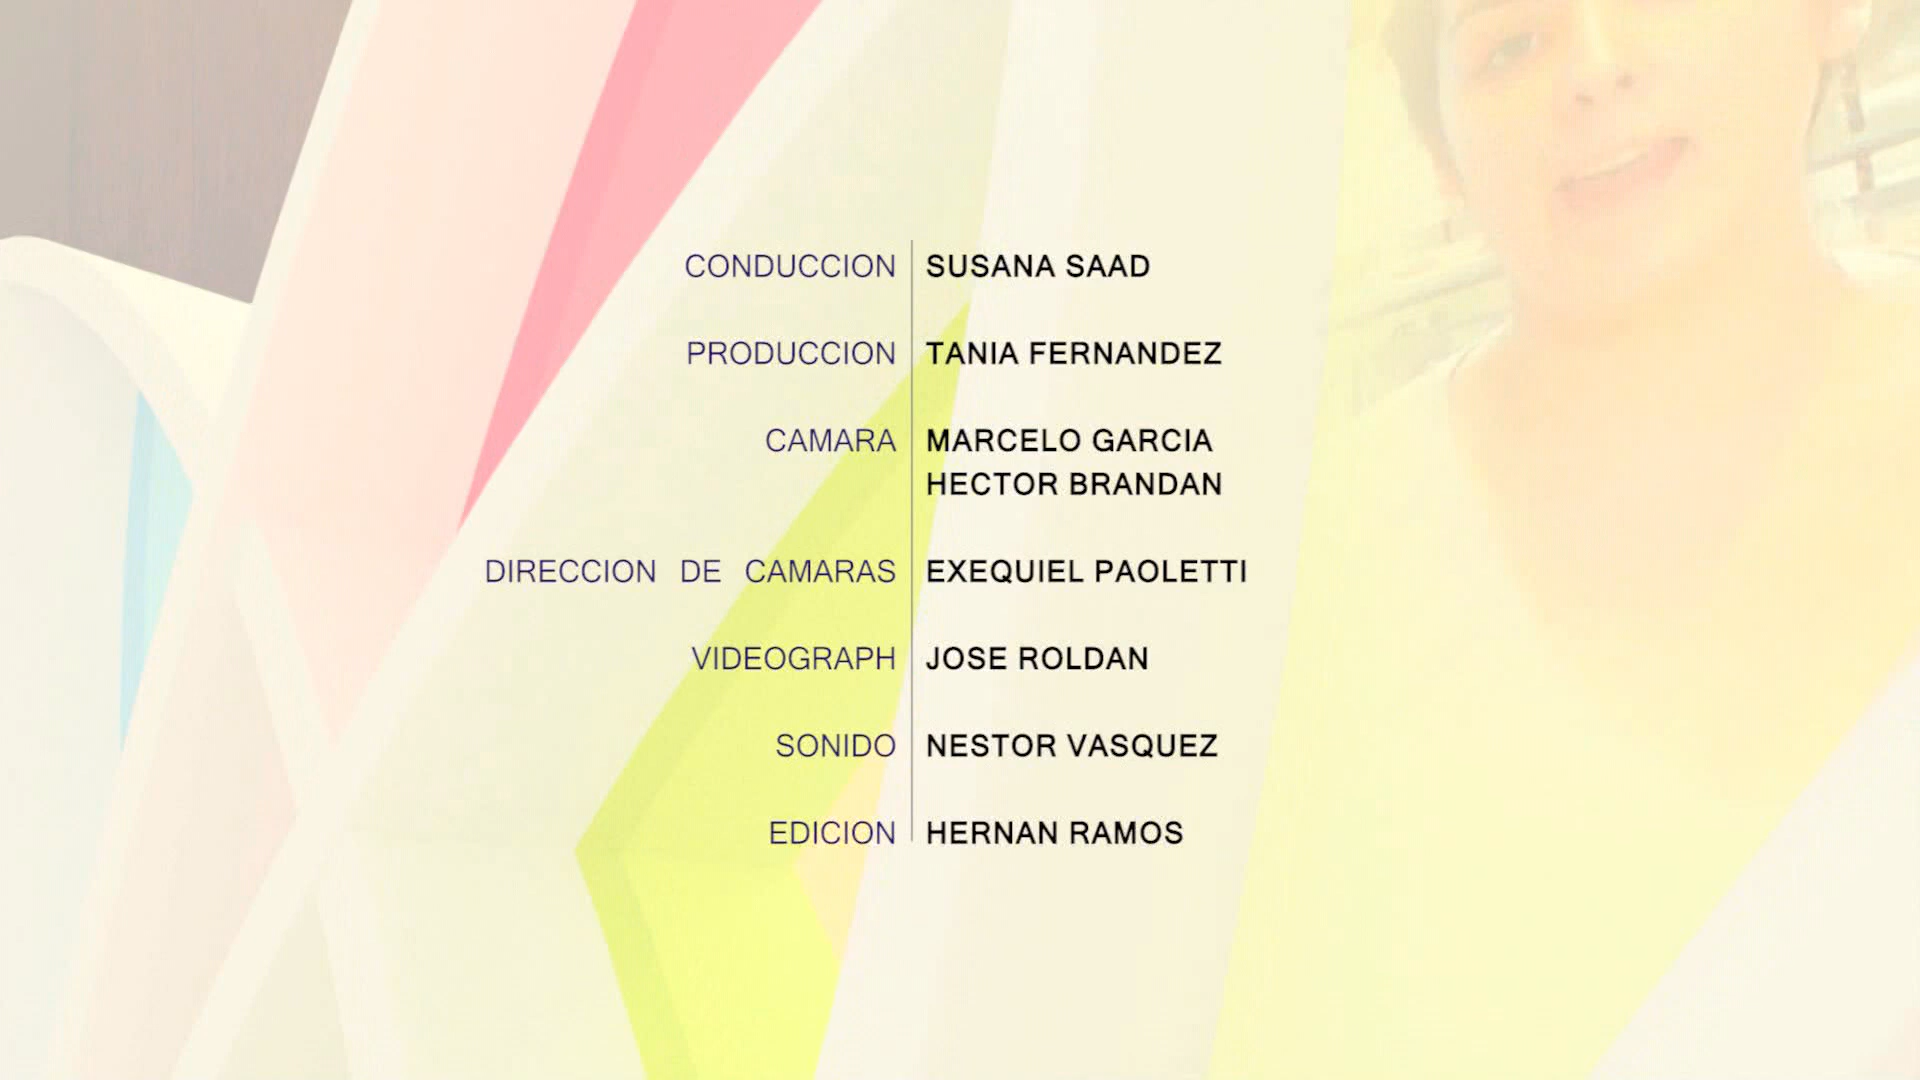 CONDUCCION SUSANA SAAD
PRODUCCION TANIA FERNANDEZ
CAMARA MARCELO GARCIA
HECTOR BRANDAN
DIRECCION DE CAMARAS EXEQUIEL PAOLETTI
VIDEOGRAPH JOSE ROLDAN
SONIDO NESTOR VASQUEZ
EDICION HERNAN RAMOS